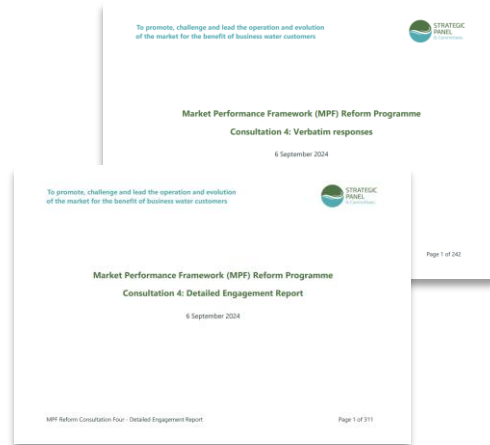 To promote, challenge and lead the operation and evolution
of the market for the benefit of business water customers
STRATEGIC
PANEL
& Committees
Market Performance Framework (MPF) Reform Programme
Consultation 4: Verbatim responses
6 September 2024
Page 1 of 242
To promote, challenge and lead the operation and evolution
of the market for the benefit of business water customers
STRATEGIC
PANEL
& Committees
Market Performance Framework (MPF) Reform Programme
Consultation 4: Detailed Engagement Report
6 September 2024
MPF Reform Consultation Four - Detailed Engagement Report
Page 1 of 311